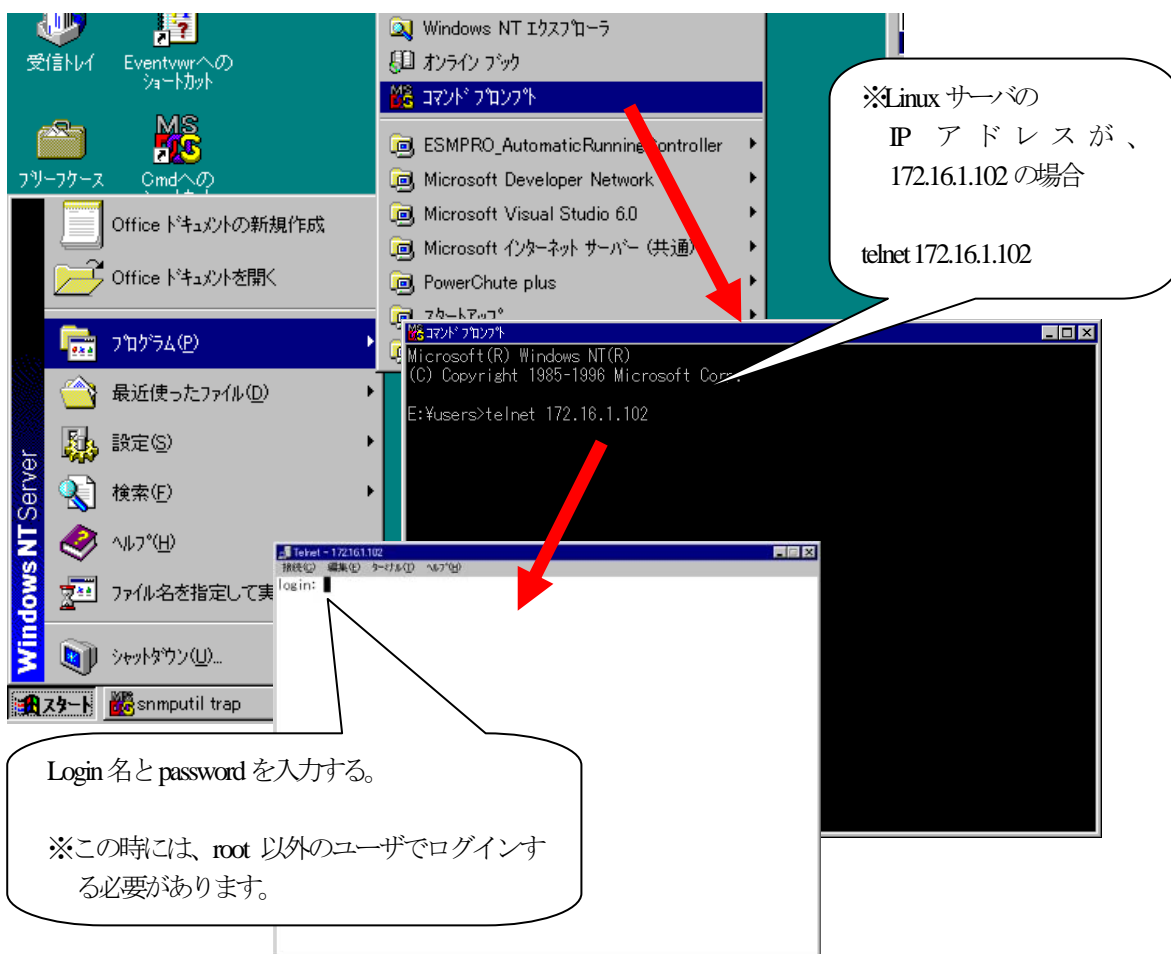 受信トレイ
Eventvwrへの
ショートカット
ブリーフケース
Cmdへの
Windows NT エクスプローラ
オンライン ブック
コマンド プロンプト
ESMPRO_AutomaticRunningController
Microsoft Developer Network
Microsoft Visual Studio 6.0
Microsoft インターネット サーバー (共通)
PowerChute plus
スタートアップ
Office ドキュメントの新規作成
Office ドキュメントを開く
プログラム(P)
最近使ったファイル(D)
設定(S)
検索(F)
ヘルプ(H)
ファイル名を指定して実
シャットダウン(U)...
Windows NT Server
スタート
snmputil trap
※Linux サーバの
IP アドレスが、
172.16.1.102 の場合
telnet 172.16.1.102
コマンド プロンプト
Microsoft(R) Windows NT(R)
(C) Copyright 1985-1996 Microsoft Corp.
E:¥users>telnet 172.16.1.102
Telnet - 172.16.1.102
接続(C) 編集(E) ターミナル(T) ヘルプ(H)
login:
Login 名と password を入力する。
※この時には、root 以外のユーザでログインす
る必要があります。